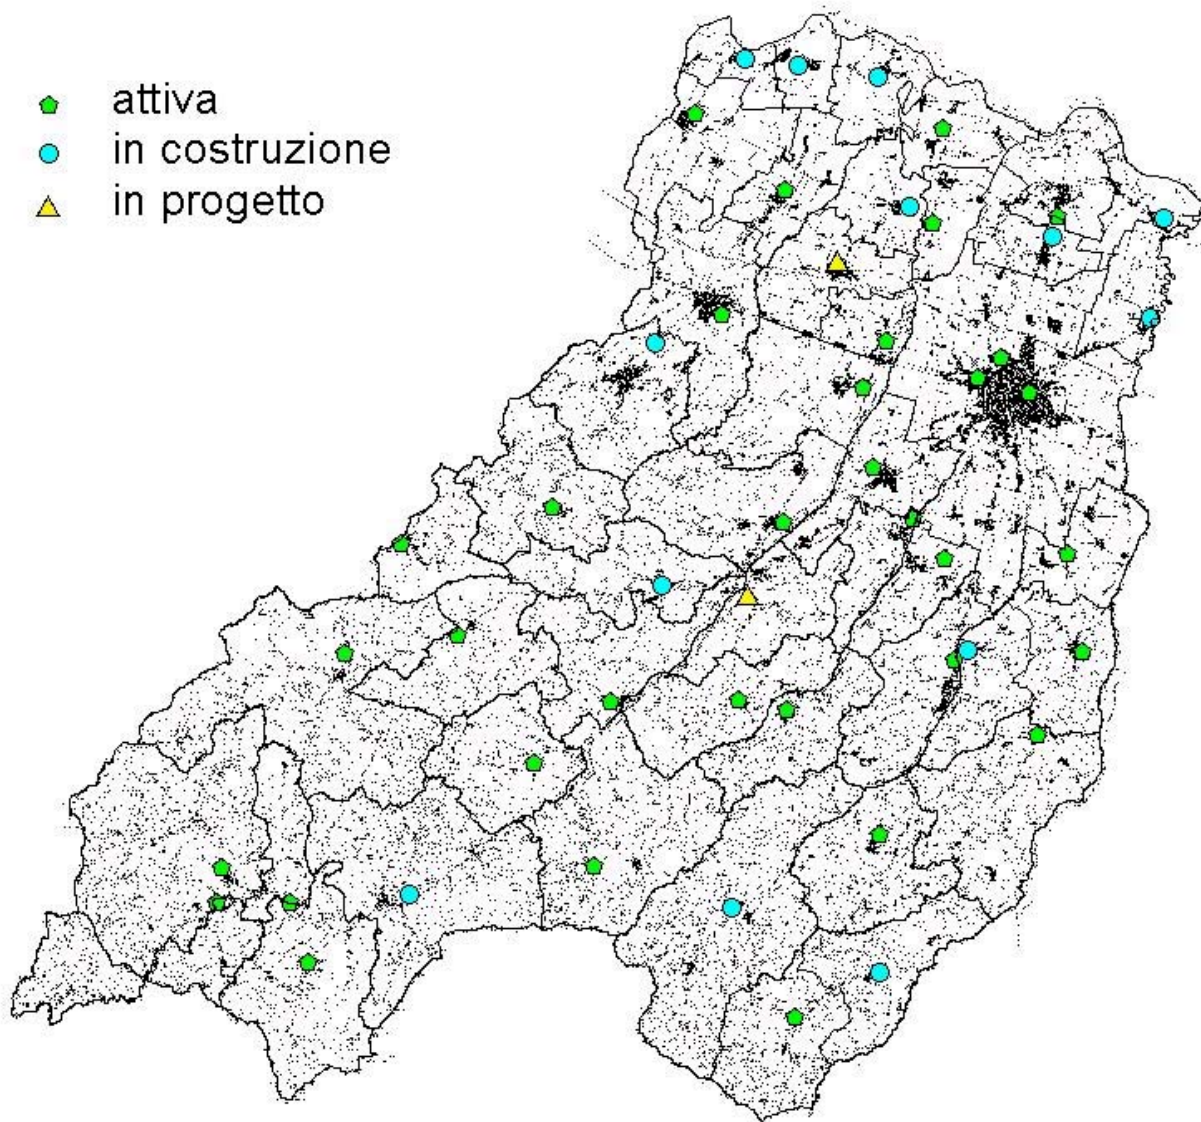 attiva
in costruzione
in progetto